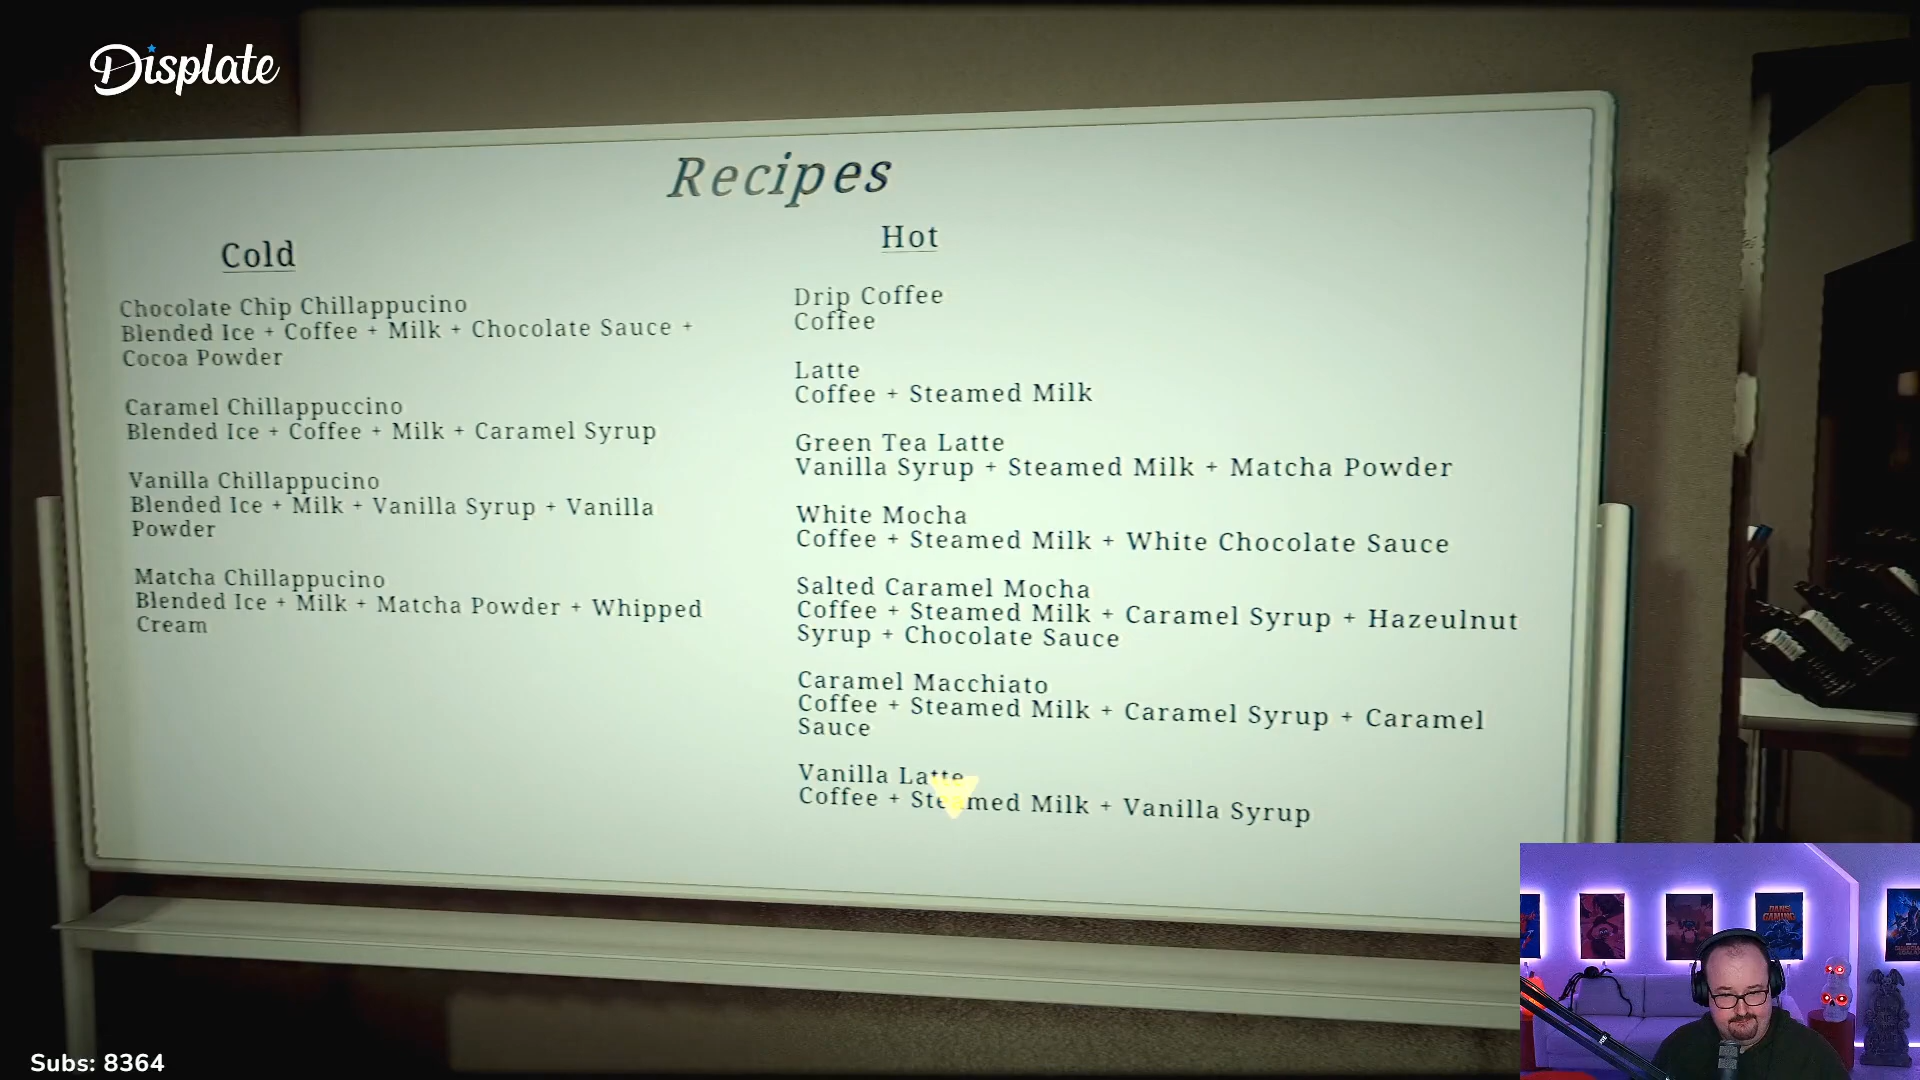 Displate
Recipes
Cold
Chocolate Chip Chillappucino
Blended Ice + Coffee + Milk + Chocolate Sauce +
Cocoa Powder
Caramel Chillappuccino
Blended Ice + Coffee + Milk + Caramel Syrup
Vanilla Chillappucino
Blended Ice + Milk + Vanilla Syrup + Vanilla
Powder
Matcha Chillappucino
Blended Ice + Milk + Matcha Powder + Whipped
Cream
Hot
Drip Coffee
Coffee
Latte
Coffee + Steamed Milk
Green Tea Latte
Vanilla Syrup + Steamed Milk + Matcha Powder
White Mocha
Coffee + Steamed Milk + White Chocolate Sauce
Salted Caramel Mocha
Coffee + Steamed Milk + Caramel Syrup + Hazeulnut
Syrup + Chocolate Sauce
Caramel Macchiato
Coffee + Steamed Milk + Caramel Syrup + Caramel
Sauce
Vanilla Latte
Coffee + Steamed Milk + Vanilla Syrup
DANS
GAMING
Subs: 8364